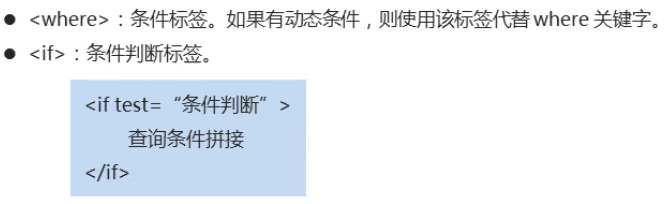 ● <where>：条件标签。如果有动态条件，则使用该标签代替 where 关键字。
● <if>：条件判断标签。
<if test=“条件判断”>
查询条件拼接
</if>